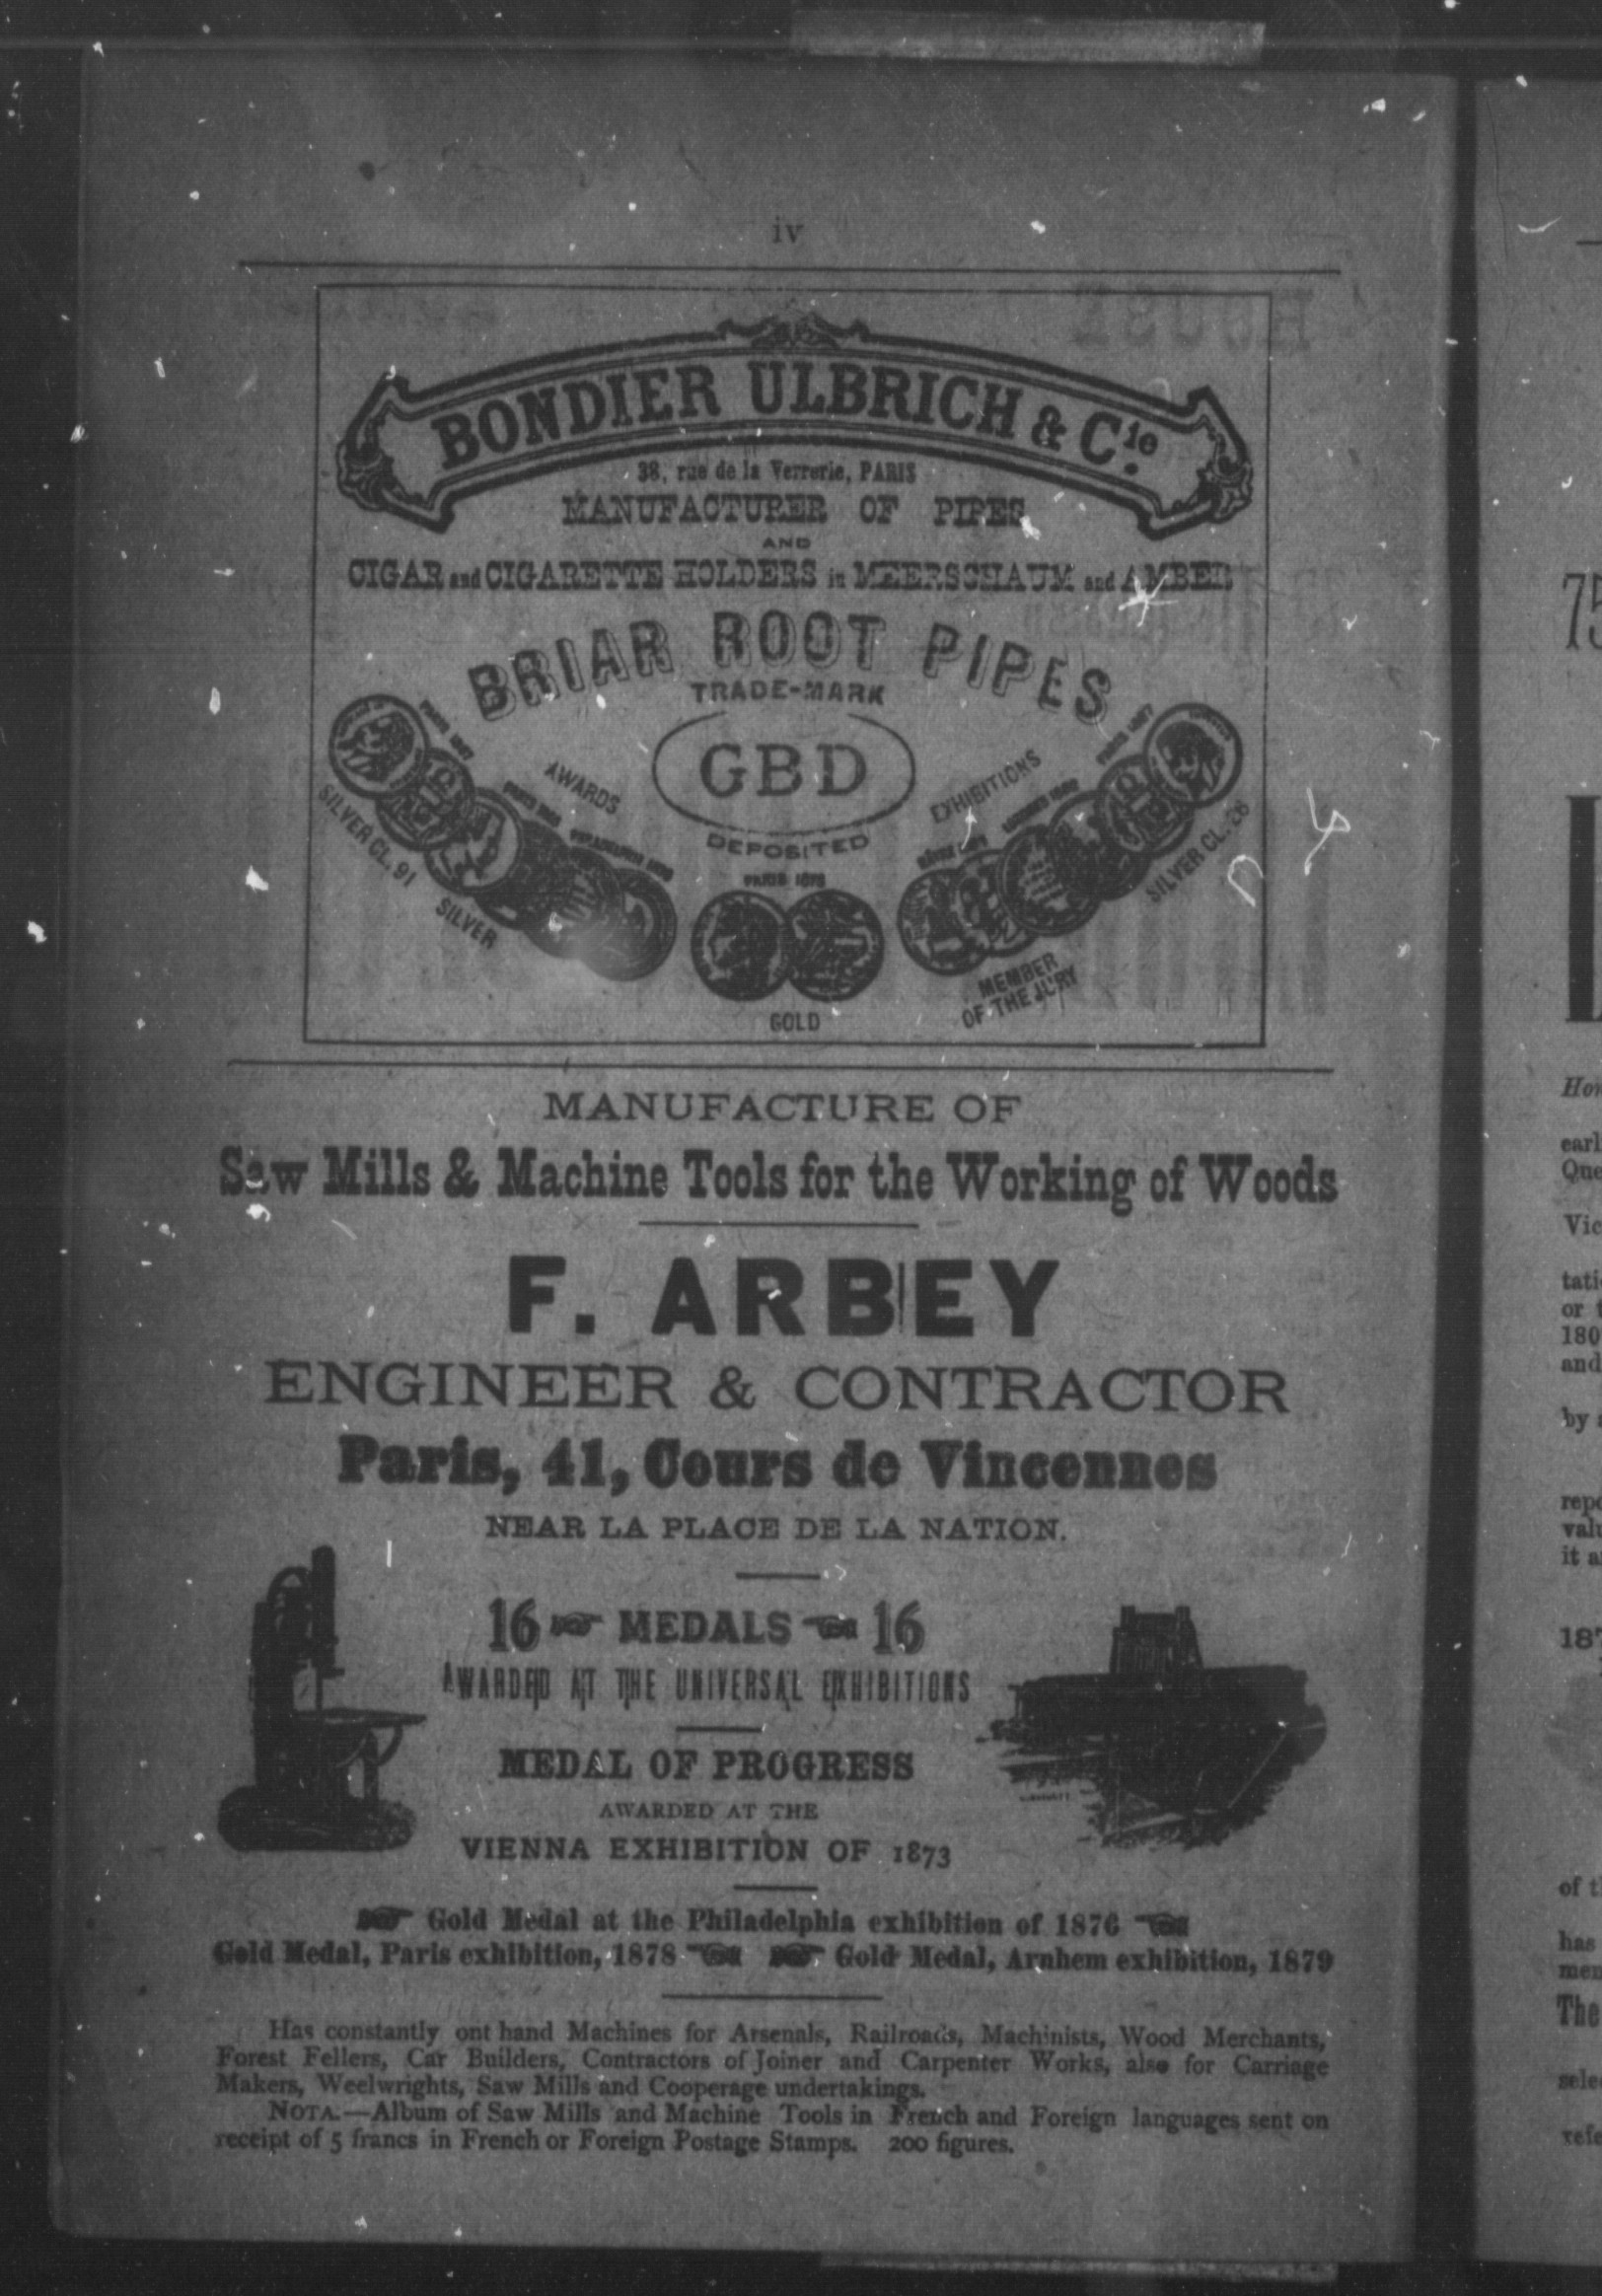 iv
BONDIER ULBRICH & Cie.
38, rue de la Verrerie, PARIS
MANUFACTURER OF PIPES
AND
CIGAR and CIGARETTE HOLDERS in MEERSCHAUM and AMBER
BRIAR ROOT PIPES
TRADE-MARK
GBD
DEPOSITED
AWARDS
EXHIBITIONS
PARIS 1867
PARIS 1867
SILVER CL. 91
SILVER
PARIS 1878
GOLD
MEMBER
OF THE JURY
SILVER CL. 26
MANUFACTURE OF
Saw Mills & Machine Tools for the Working of Woods
F. ARBEY
ENGINEER & CONTRACTOR
Paris, 41, Cours de Vincennes
NEAR LA PLACE DE LA NATION.
16 MEDALS 16
AWARDED AT THE UNIVERSAL EXHIBITIONS
MEDAL OF PROGRESS
AWARDED AT THE
VIENNA EXHIBITION OF 1873
Gold Medal at the Philadelphia exhibition of 1876
Gold Medal, Paris exhibition, 1878 Gold Medal, Arnhem exhibition, 1879
Has constantly ont hand Machines for Arsenals, Railroads, Machinists, Wood Merchants,
Forest Fellers, Car Builders, Contractors of Joiner and Carpenter Works, also for Carriage
Makers, Weelwrights, Saw Mills and Cooperage undertakings.
NOTA.—Album of Saw Mills and Machine Tools in French and Foreign languages sent on
receipt of 5 francs in French or Foreign Postage Stamps. 200 figures.